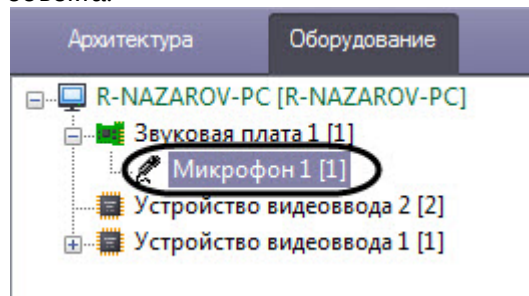 Архитектура Оборудование
R-NAZAROV-PC [R-NAZAROV-PC]
Звуковая плата 1 [1]
Микрофон 1 [1]
Устройство видеоввода 2 [2]
Устройство видеоввода 1 [1]